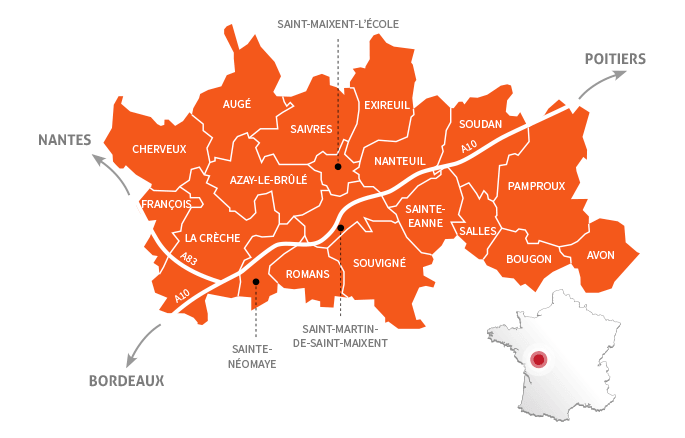 SAINT-MAIXENT-L'ÉCOLE
POITIERS
AUGÉ
EXIREUIL
SAIVRES
SOUDAN
NANTES
CHERVEUX
A10
NANTEUIL
AZAY-LE-BRÛLÉ
PAMPROUX
FRANÇOIS
SAINTE-
EANNE
SALLES
LA CRÈCHE
A83
BOUGON
AVON
SOUVIGNÉ
ROMANS
A10
SAINT-MARTIN-
DE-SAINT-MAIXENT
SAINTE-
NÉOMAYE
BORDEAUX